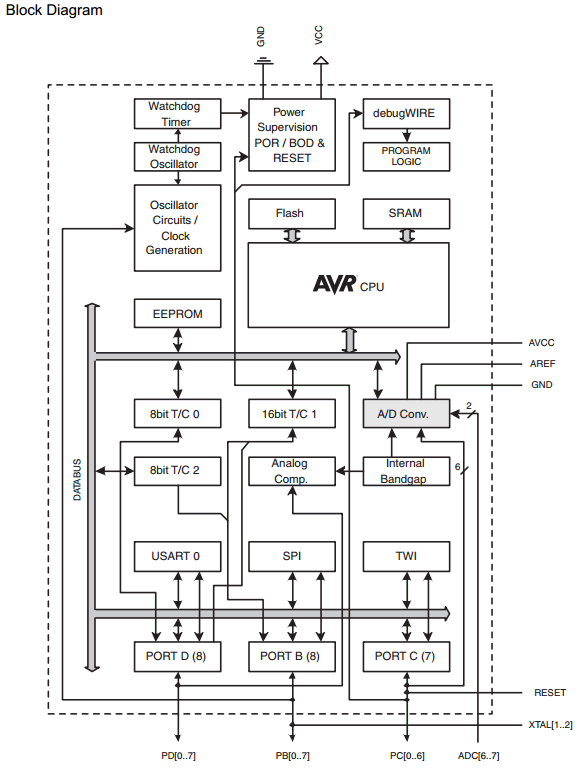 Block Diagram
GND
VCC
Watchdog
Timer
Power
Supervision
POR / BOD &
RESET
debugWIRE
Watchdog
Oscillator
PROGRAM
LOGIC
Oscillator
Circuits /
Clock
Generation
Flash
SRAM
AVR CPU
EEPROM
AVCC
AREF
GND
8bit T/C 0
16bit T/C 1
A/D Conv.
2
DATABUS
8bit T/C 2
Analog
Comp.
Internal
Bandgap
6
USART 0
SPI
TWI
PORT D (8)
PORT B (8)
PORT C (7)
RESET
XTAL[1..2]
PD[0..7]
PB[0..7]
PC[0..6]
ADC[6..7]